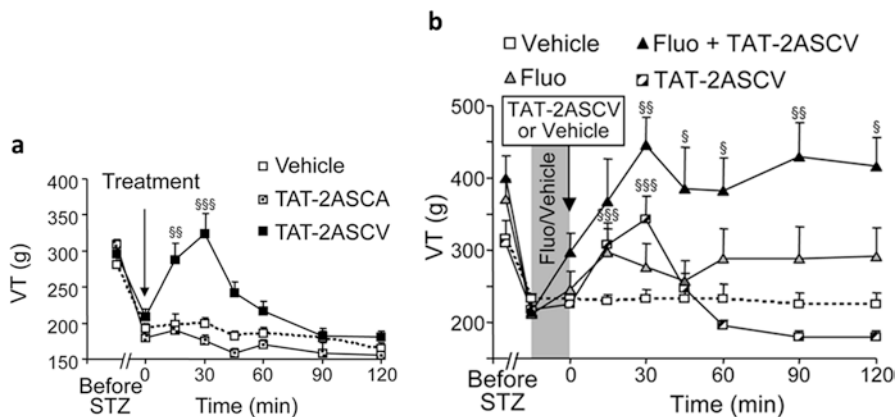 a
Treatment
Vehicle
TAT-2ASCA
TAT-2ASCV
§§
§§§
VT (g)
400
350
300
250
200
150
Before
STZ
0
30
60
90
120
Time (min)
b
Vehicle
Fluo + TAT-2ASCV
Fluo
TAT-2ASCV
TAT-2ASCV
or Vehicle
Fluo/Vehicle
§§
§
§
§§
§
§§§
§§§
VT (g)
500
400
300
200
Before
STZ
0
30
60
90
120
Time (min)